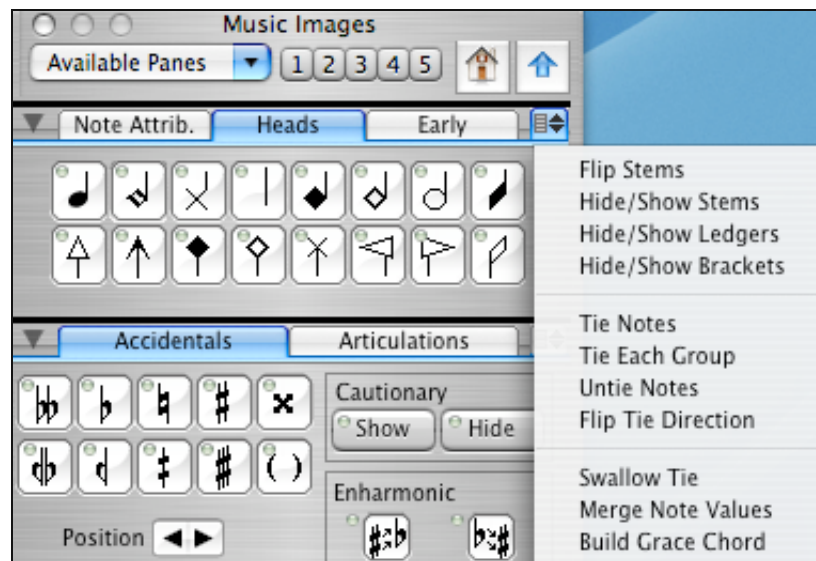 Music Images
Available Panes 1 2 3 4 5
Note Attrib. Heads Early
Flip Stems
Hide/Show Stems
Hide/Show Ledgers
Hide/Show Brackets
Tie Notes
Tie Each Group
Untie Notes
Flip Tie Direction
Swallow Tie
Merge Note Values
Build Grace Chord
Accidentals Articulations
Cautionary
Show Hide
Enharmonic
Position